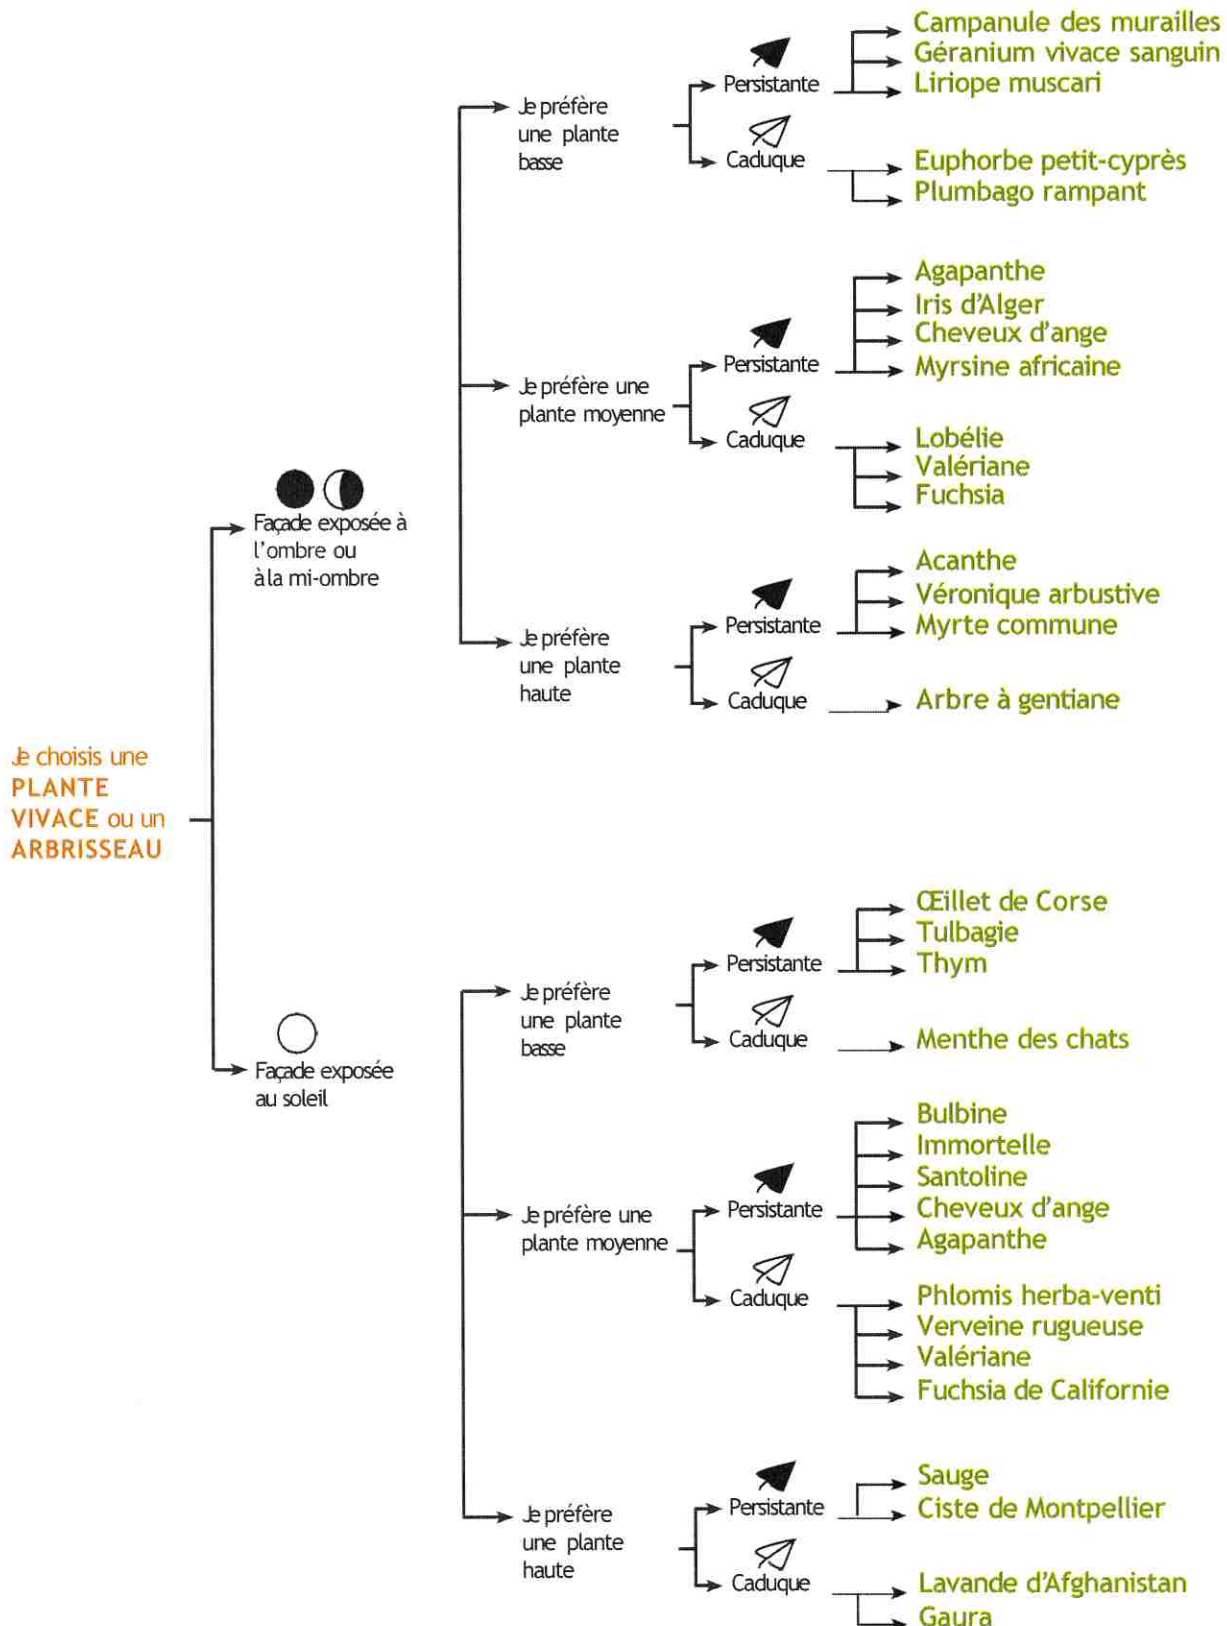 Campanule des murailles
Géranium vivace sanguin
Persistante
Liriope muscari
Je préfère
une plante
basse
Caduque
Euphorbe petit-cyprès
Plumbago rampant
Agapanthe
Iris d'Alger
Cheveux d'ange
Persistante
Myrsine africaine
Je préfère une
plante moyenne
Caduque
Lobélie
Valériane
Fuchsia
Façade exposée à
l'ombre ou
à la mi-ombre
Acanthe
Véronique arbustive
Persistante
Myrte commune
Je préfère
une plante
haute
Caduque
Arbre à gentiane
Je choisis une
PLANTE
VIVACE ou un
ARBRISSEAU
Œillet de Corse
Tulbagie
Persistante
Thym
Je préfère
une plante
basse
Caduque
Menthe des chats
Façade exposée
au soleil
Bulbine
Immortelle
Santoline
Persistante
Cheveux d'ange
Agapanthe
Je préfère une
plante moyenne
Caduque
Phlomis herba-venti
Verveine rugueuse
Valériane
Fuchsia de Californie
Sauge
Persistante
Ciste de Montpellier
Je préfère
une plante
haute
Caduque
Lavande d'Afghanistan
Gaura